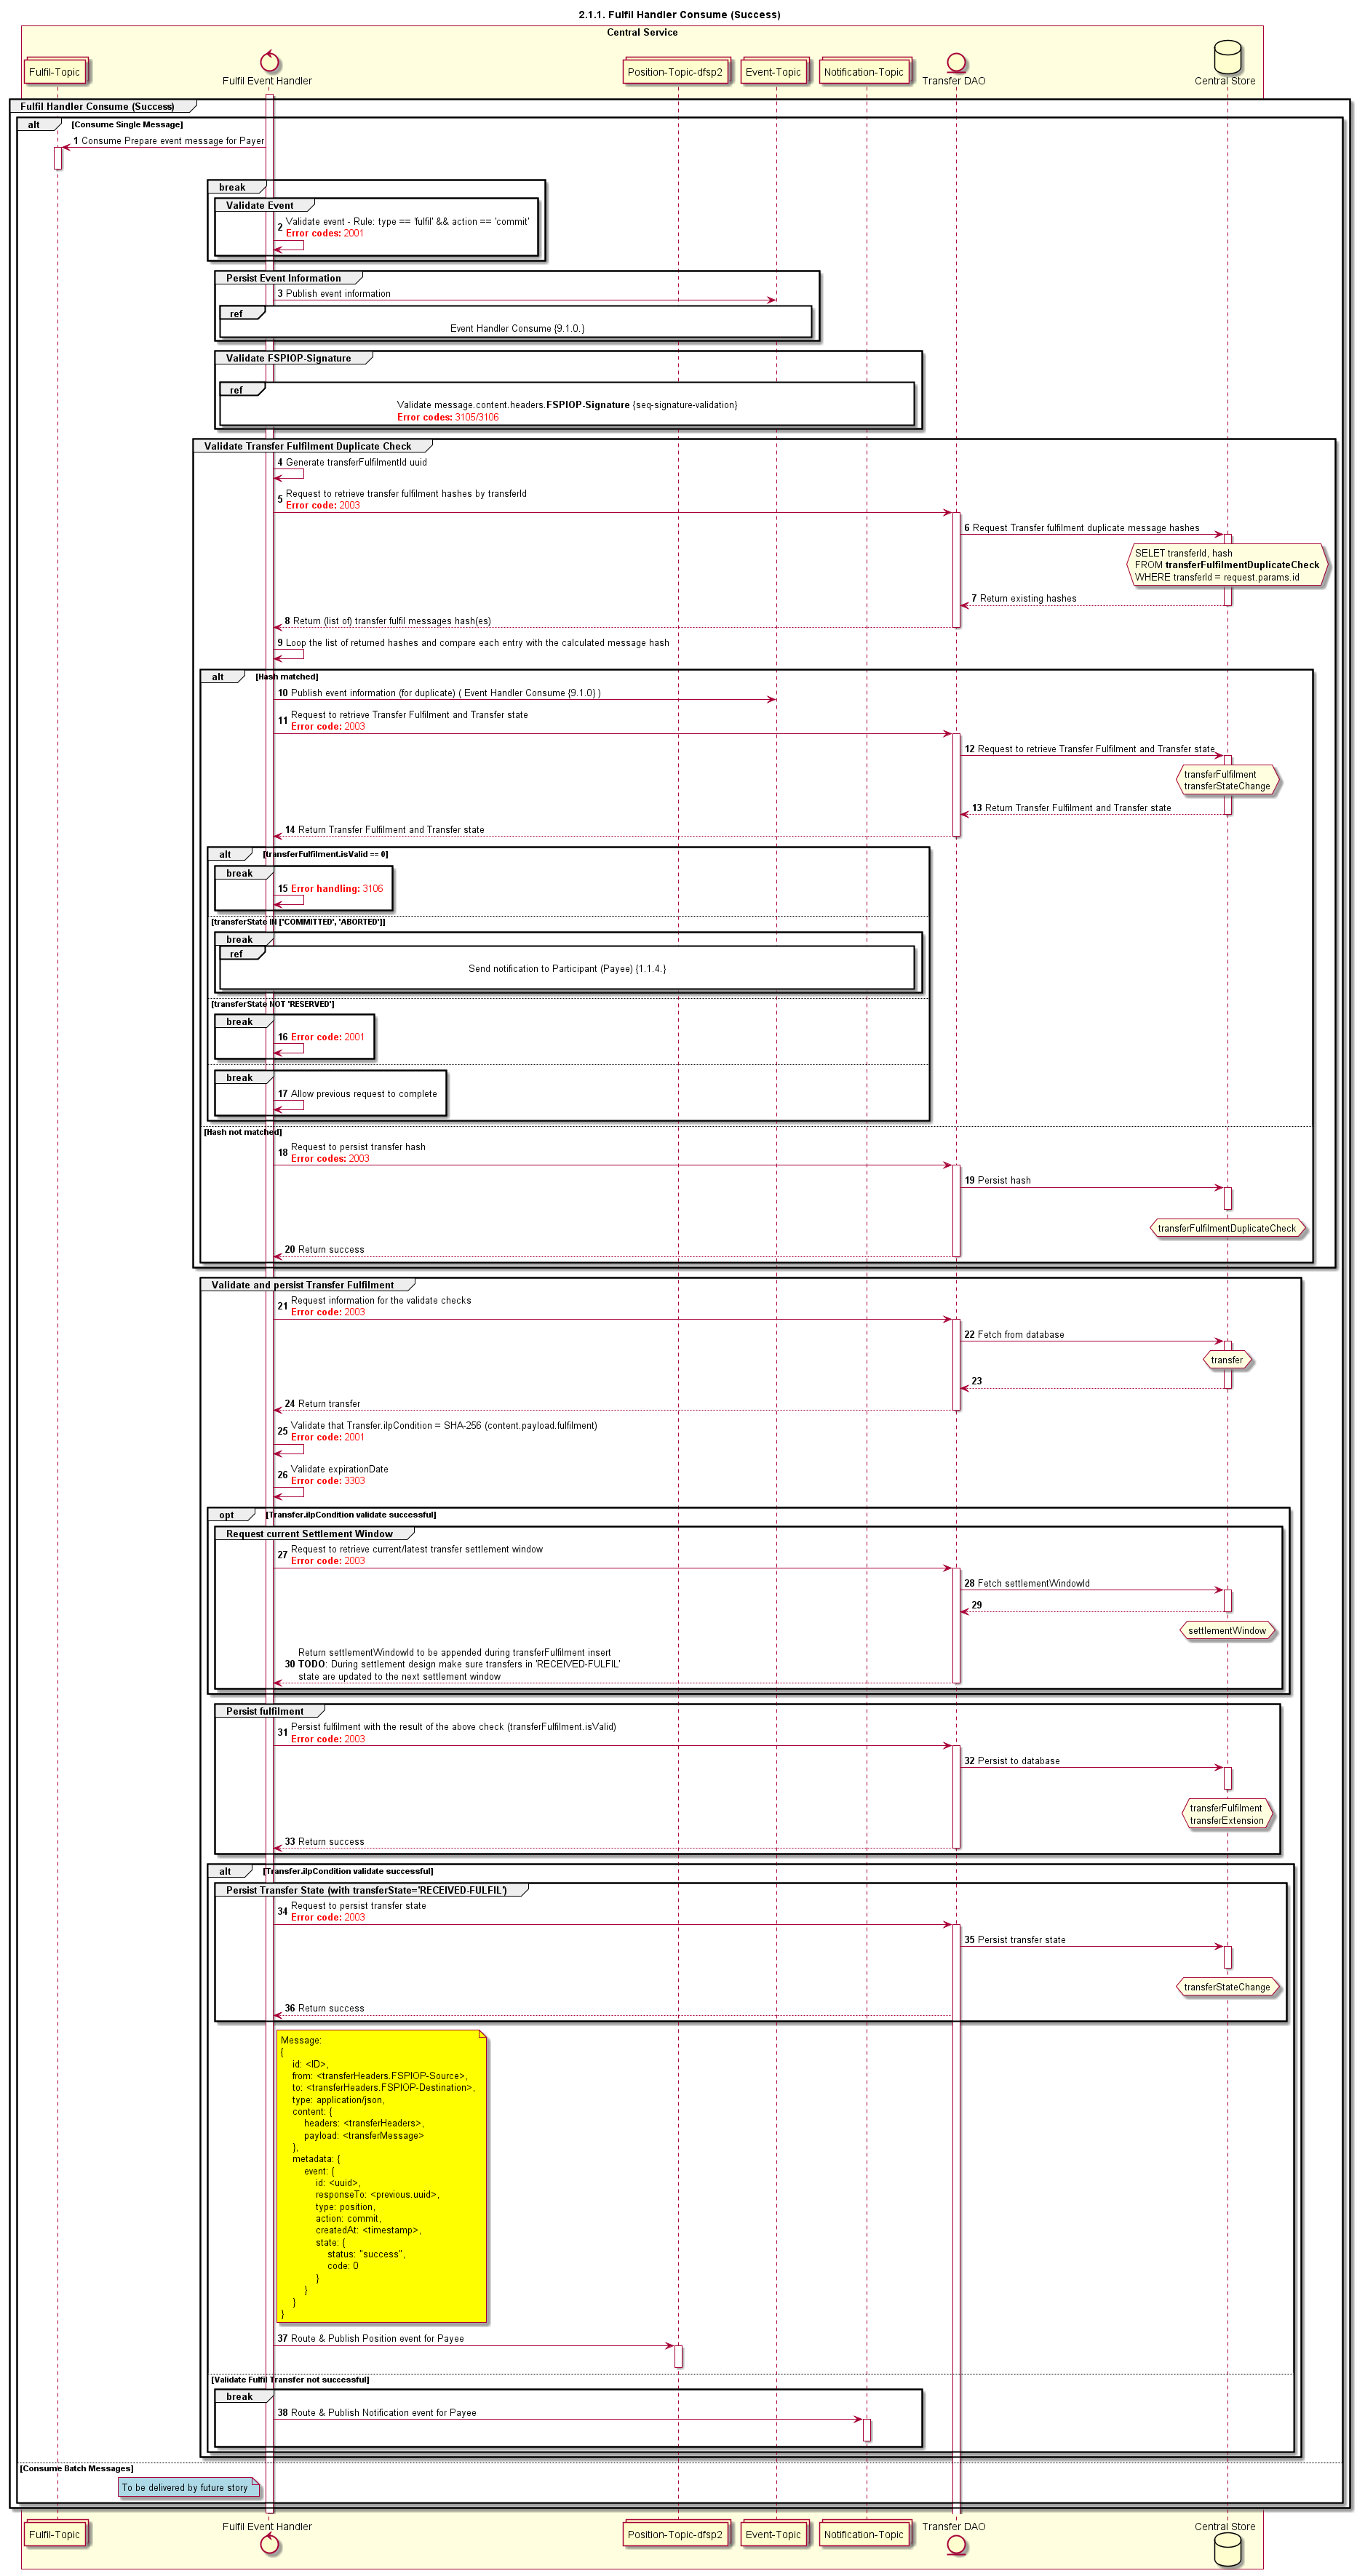 2.1.1. Fulfil Handler Consume (Success)
Central Service
Fulfil-Topic
Fulfil Event Handler
Position-Topic-dfsp2
Event-Topic
Notification-Topic
Transfer DAO
Central Store
Fulfil Handler Consume (Success)
alt [Consume Single Message]
1 Consume Prepare event message for Payer
break
Validate Event
2 Validate event - Rule: type == 'fulfil' && action == 'commit'
Error codes: 2001
Persist Event Information
3 Publish event information
ref
Event Handler Consume {9.1.0.}
Validate FSPIOP-Signature
ref
Validate message.content.headers.FSPIOP-Signature {seq-signature-validation}
Error codes: 3105/3106
Validate Transfer Fulfilment Duplicate Check
4 Generate transferFulfilmentId uuid
5 Request to retrieve transfer fulfilment hashes by transferId
Error code: 2003
6 Request Transfer fulfilment duplicate message hashes
SELET transferId, hash
FROM transferFulfilmentDuplicateCheck
WHERE transferId = request.params.id
7 Return existing hashes
8 Return (list of) transfer fulfil messages hash(es)
9 Loop the list of returned hashes and compare each entry with the calculated message hash
alt [Hash matched]
10 Publish event information (for duplicate) ( Event Handler Consume {9.1.0} )
11 Request to retrieve Transfer Fulfilment and Transfer state
Error code: 2003
12 Request to retrieve Transfer Fulfilment and Transfer state
transferFulfilment
transferStateChange
13 Return Transfer Fulfilment and Transfer state
14 Return Transfer Fulfilment and Transfer state
alt [transferFulfilment.isValid == 0]
break
15 Error handling: 3106
[transferState IN ['COMMITTED', 'ABORTED']]
break
ref
Send notification to Participant (Payee) {1.1.4.}
[transferState NOT 'RESERVED']
break
16 Error code: 2001
break
17 Allow previous request to complete
[Hash not matched]
18 Request to persist transfer hash
Error codes: 2003
19 Persist hash
transferFulfilmentDuplicateCheck
20 Return success
Validate and persist Transfer Fulfilment
21 Request information for the validate checks
Error code: 2003
22 Fetch from database
transfer
23
24 Return transfer
25 Validate that Transfer.ilpCondition = SHA-256 (content.payload.fulfilment)
Error code: 2001
26 Validate expirationDate
Error code: 3303
opt [Transfer.ilpCondition validate successful]
Request current Settlement Window
27 Request to retrieve current/latest transfer settlement window
Error code: 2003
28 Fetch settlementWindowId
29
settlementWindow
Return settlementWindowId to be appended during transferFulfilment insert
30 TODO: During settlement design make sure transfers in 'RECEIVED-FULFIL'
state are updated to the next settlement window
Persist fulfilment
31 Persist fulfilment with the result of the above check (transferFulfilment.isValid)
Error code: 2003
32 Persist to database
transferFulfilment
transferExtension
33 Return success
alt [Transfer.ilpCondition validate successful]
Persist Transfer State (with transferState='RECEIVED-FULFIL')
34 Request to persist transfer state
Error code: 2003
35 Persist transfer state
transferStateChange
36 Return success
Message:
{
id: <ID>,
from: <transferHeaders.FSPIOP-Source>,
to: <transferHeaders.FSPIOP-Destination>,
type: application/json,
content: {
headers: <transferHeaders>,
payload: <transferMessage>
},
metadata: {
event: {
id: <uuid>,
responseTo: <previous.uuid>,
type: position,
action: commit,
createdAt: <timestamp>,
state: {
status: "success",
code: 0
}
}
}
}
37 Route & Publish Position event for Payee
[Validate Fulfil Transfer not successful]
break
38 Route & Publish Notification event for Payee
[Consume Batch Messages]
To be delivered by future story
Fulfil-Topic
Fulfil Event Handler
Position-Topic-dfsp2
Event-Topic
Notification-Topic
Transfer DAO
Central Store